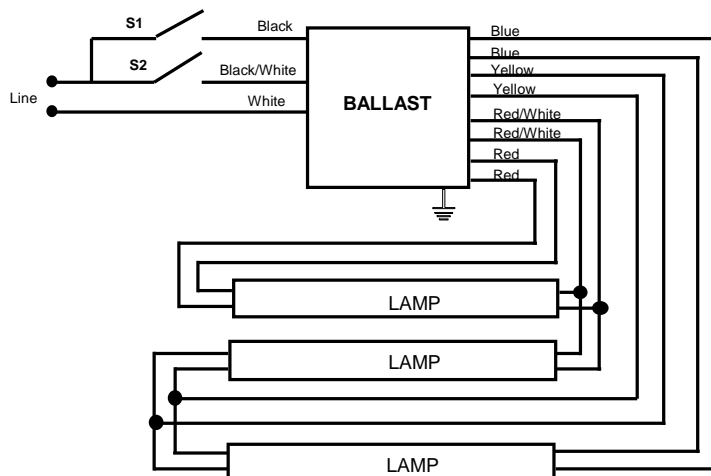 S1
Black
S2
Black/White
Line
White
BALLAST
Blue
Blue
Yellow
Yellow
Red/White
Red/White
Red
Red
LAMP
LAMP
LAMP